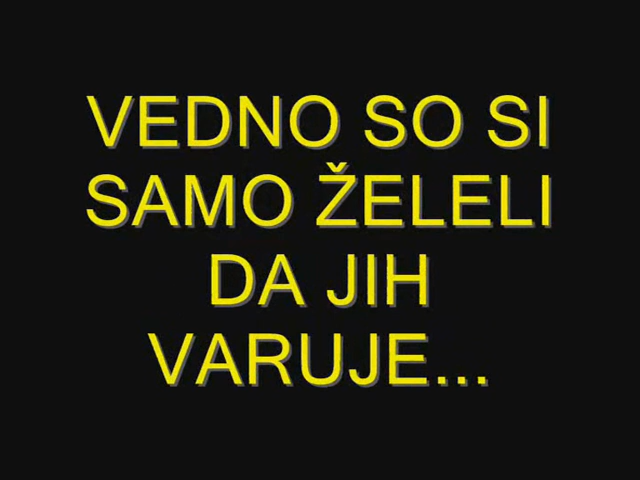 VEDNO SO SI
SAMO ŽELELI
DA JIH
VARUJE...